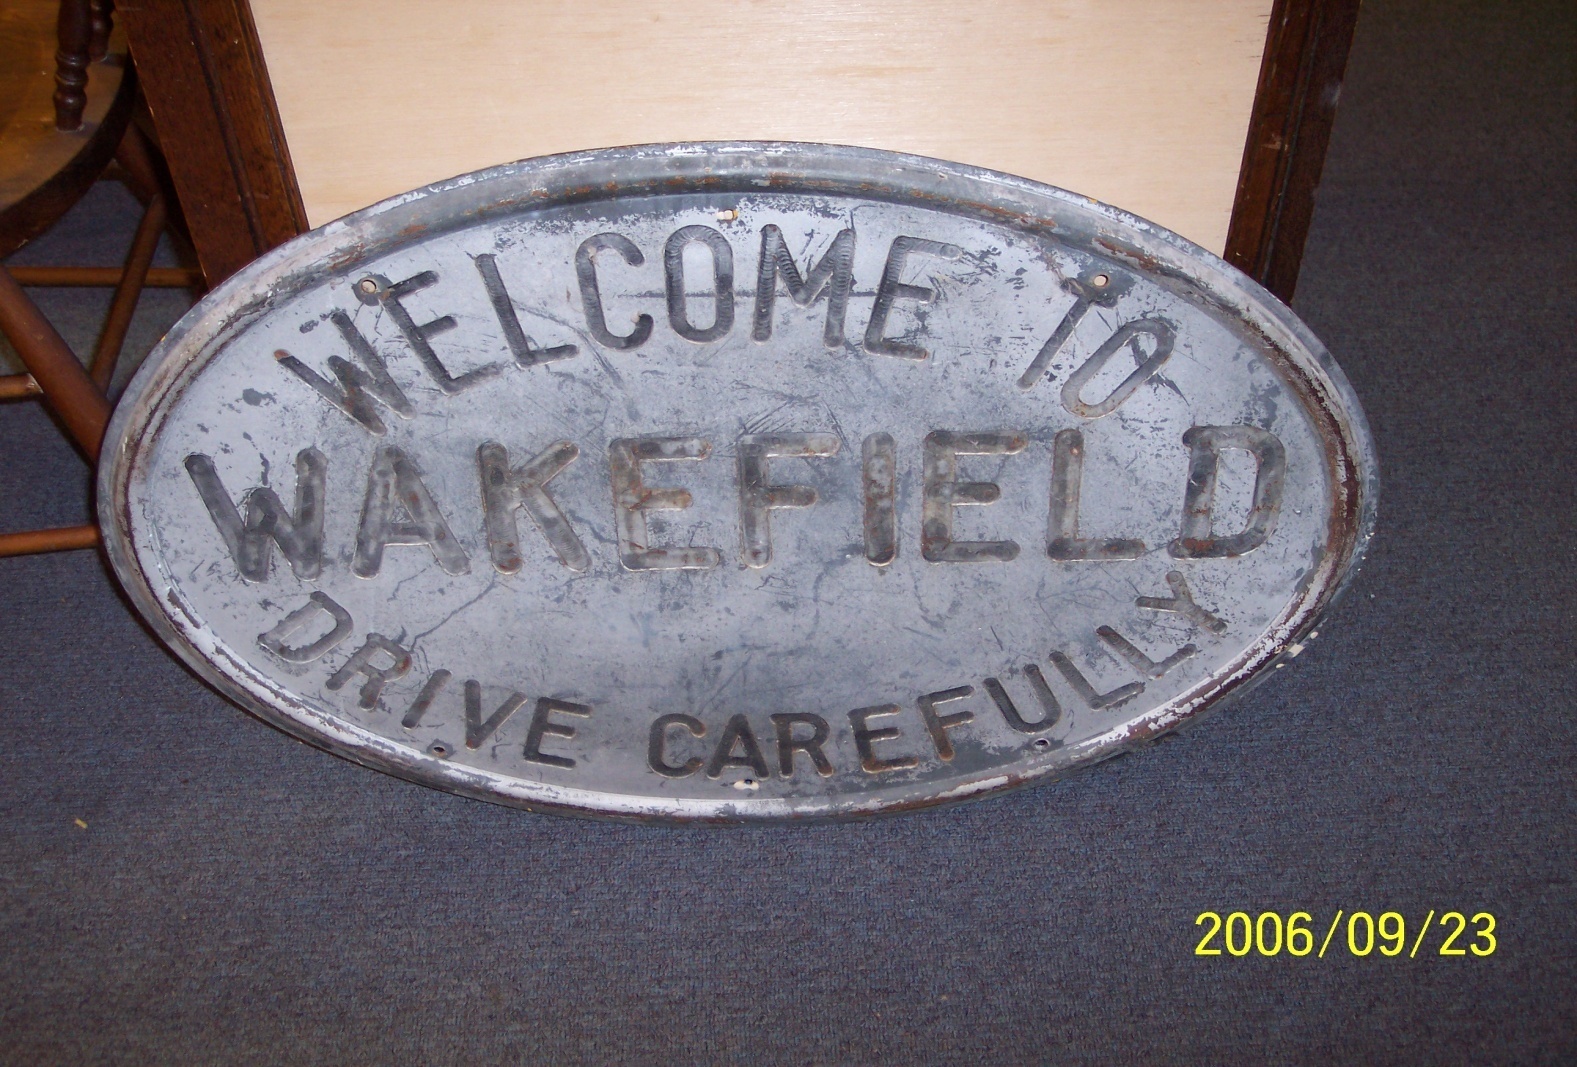 WELCOME TO
WAKEFIELD
DRIVE CAREFULLY
2006/09/23